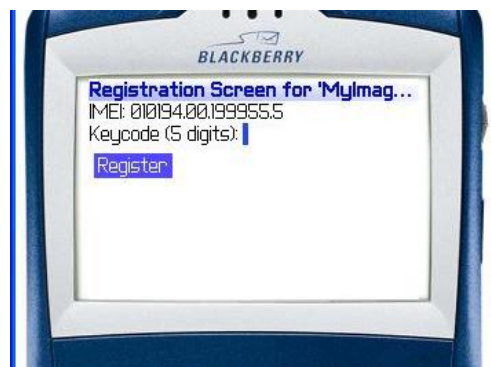 BLACKBERRY
Registration Screen for 'MyImag...
IMEI: 010194.00.199955.5
Keycode (5 digits):
Register